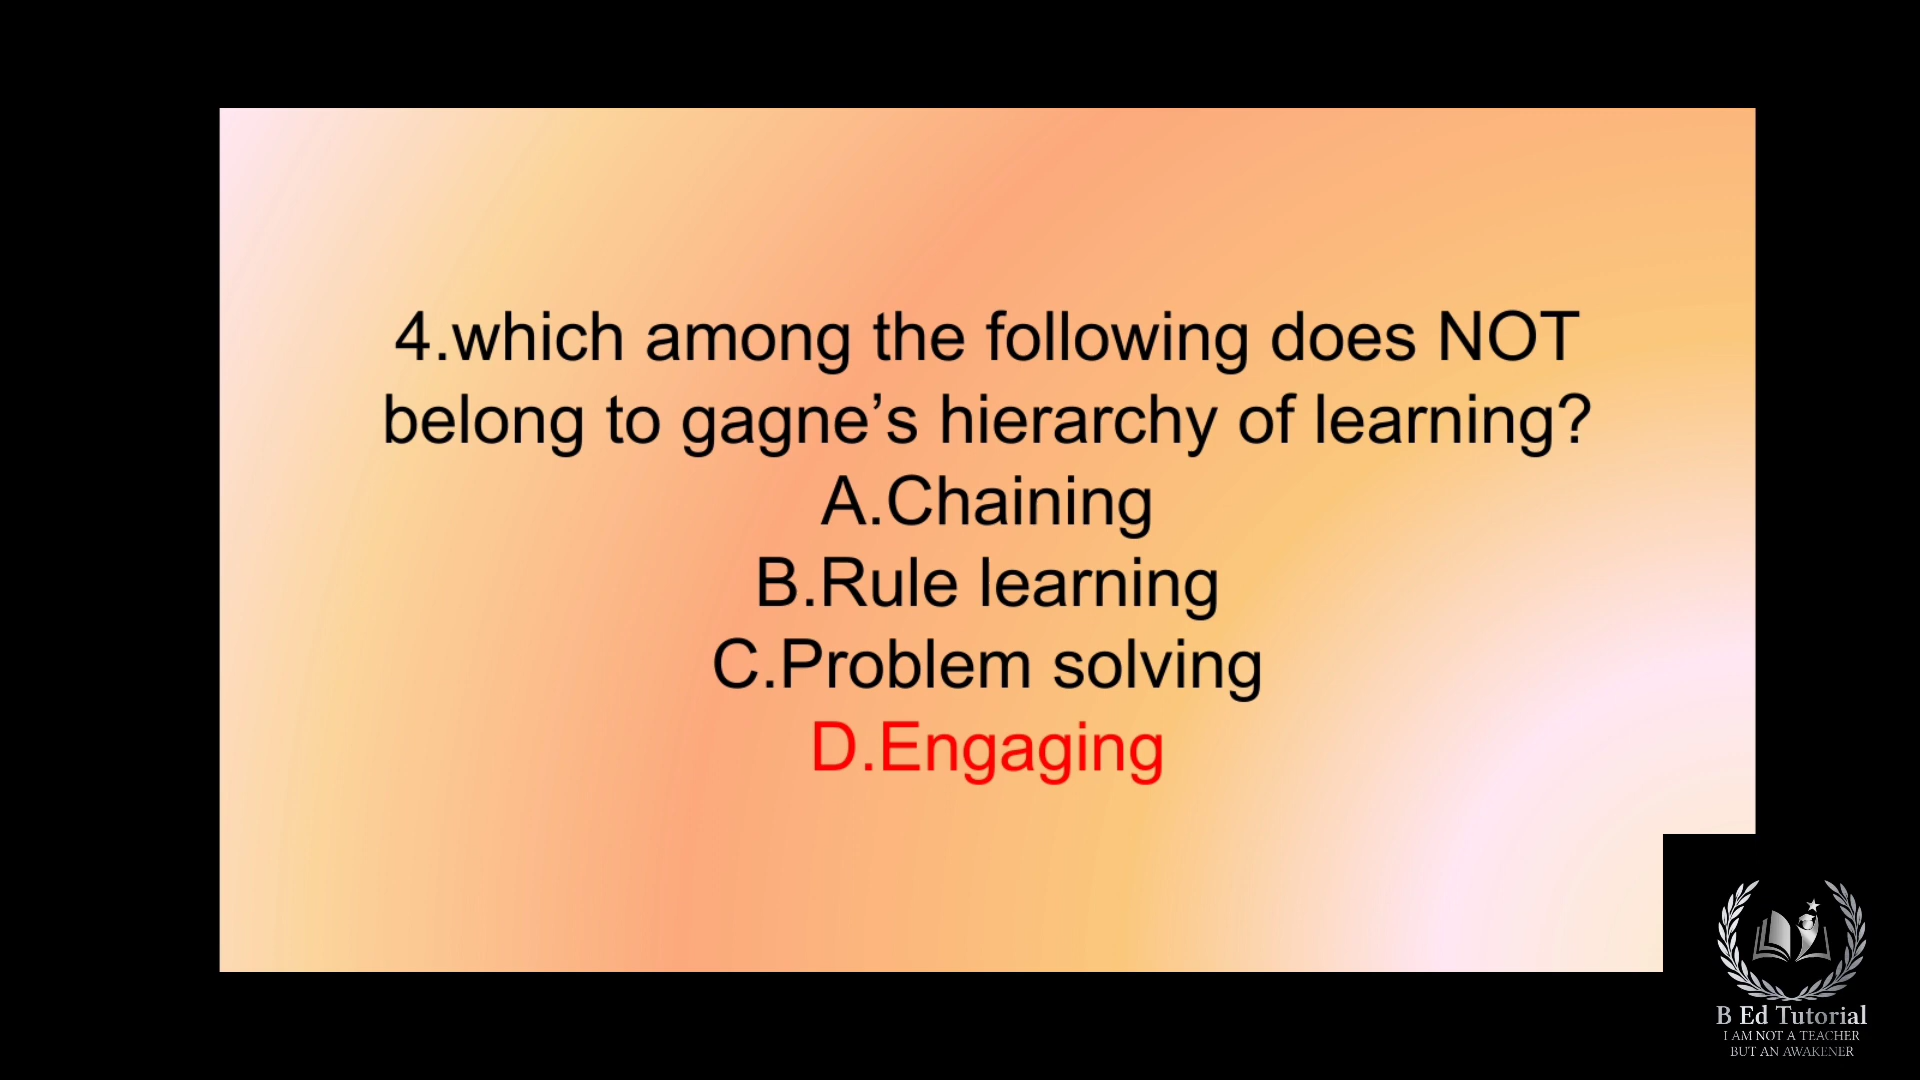 4.which among the following does NOT
belong to gagne’s hierarchy of learning?
A.Chaining
B.Rule learning
C.Problem solving
D.Engaging
B Ed Tutorial
I AM NOT A TEACHER
BUT AN AWAKENER